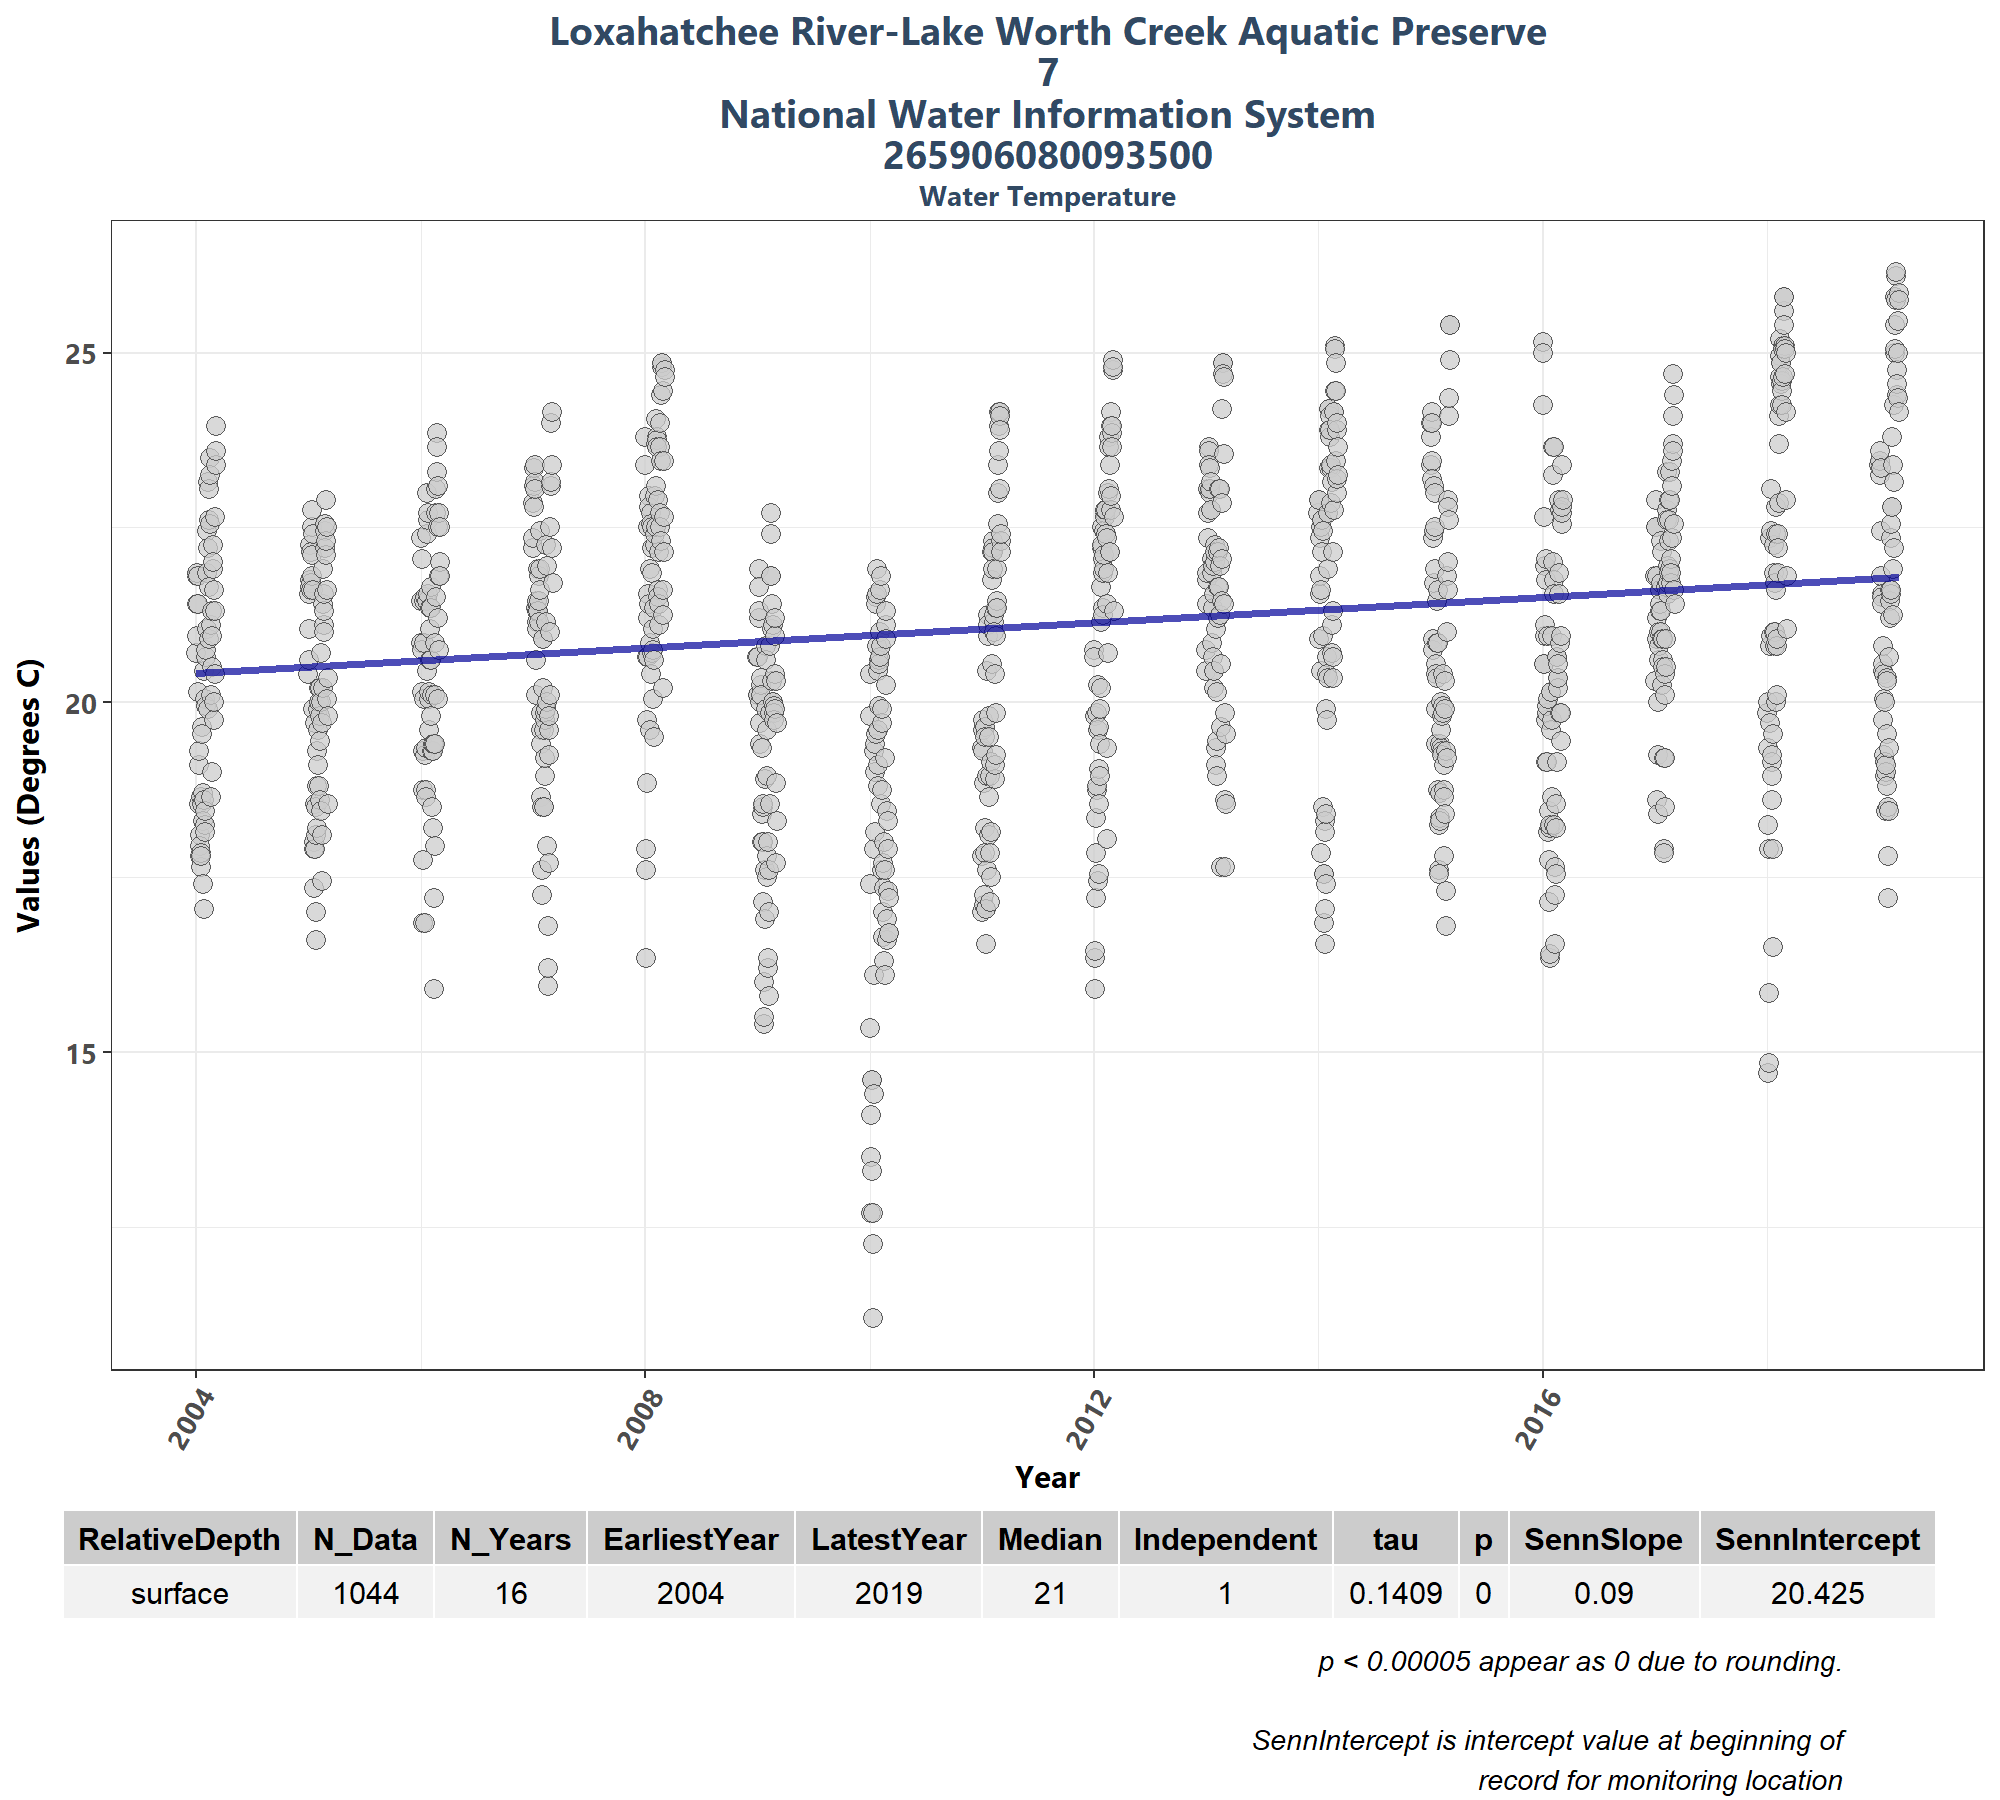 Loxahatchee River-Lake Worth Creek Aquatic Preserve
7
National Water Information System
265906080093500
Water Temperature
Values (Degrees C)
25
20
15
2004 2008 2012 2016
Year
RelativeDepth N_Data N_Years EarliestYear LatestYear Median Independent tau p SennSlope SennIntercept
surface 1044 16 2004 2019 21 1 0.1409 0 0.09 20.425
p < 0.00005 appear as 0 due to rounding.
SennIntercept is intercept value at beginning of
record for monitoring location